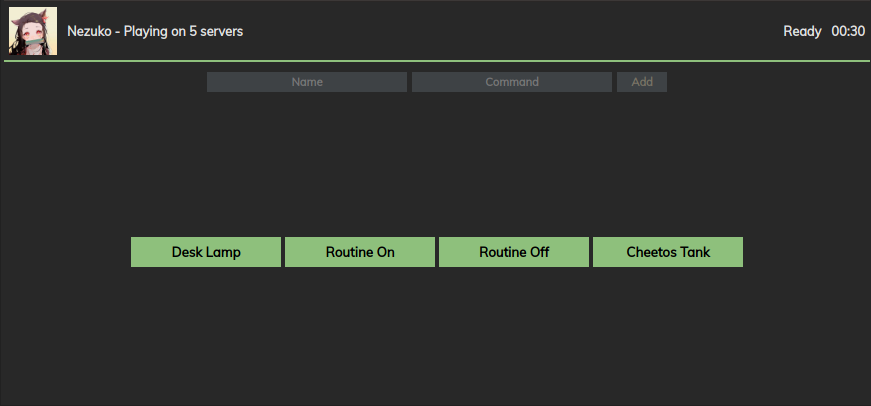 Nezuko - Playing on 5 servers Ready 00:30
Name Command Add
Desk Lamp Routine On Routine Off Cheetos Tank